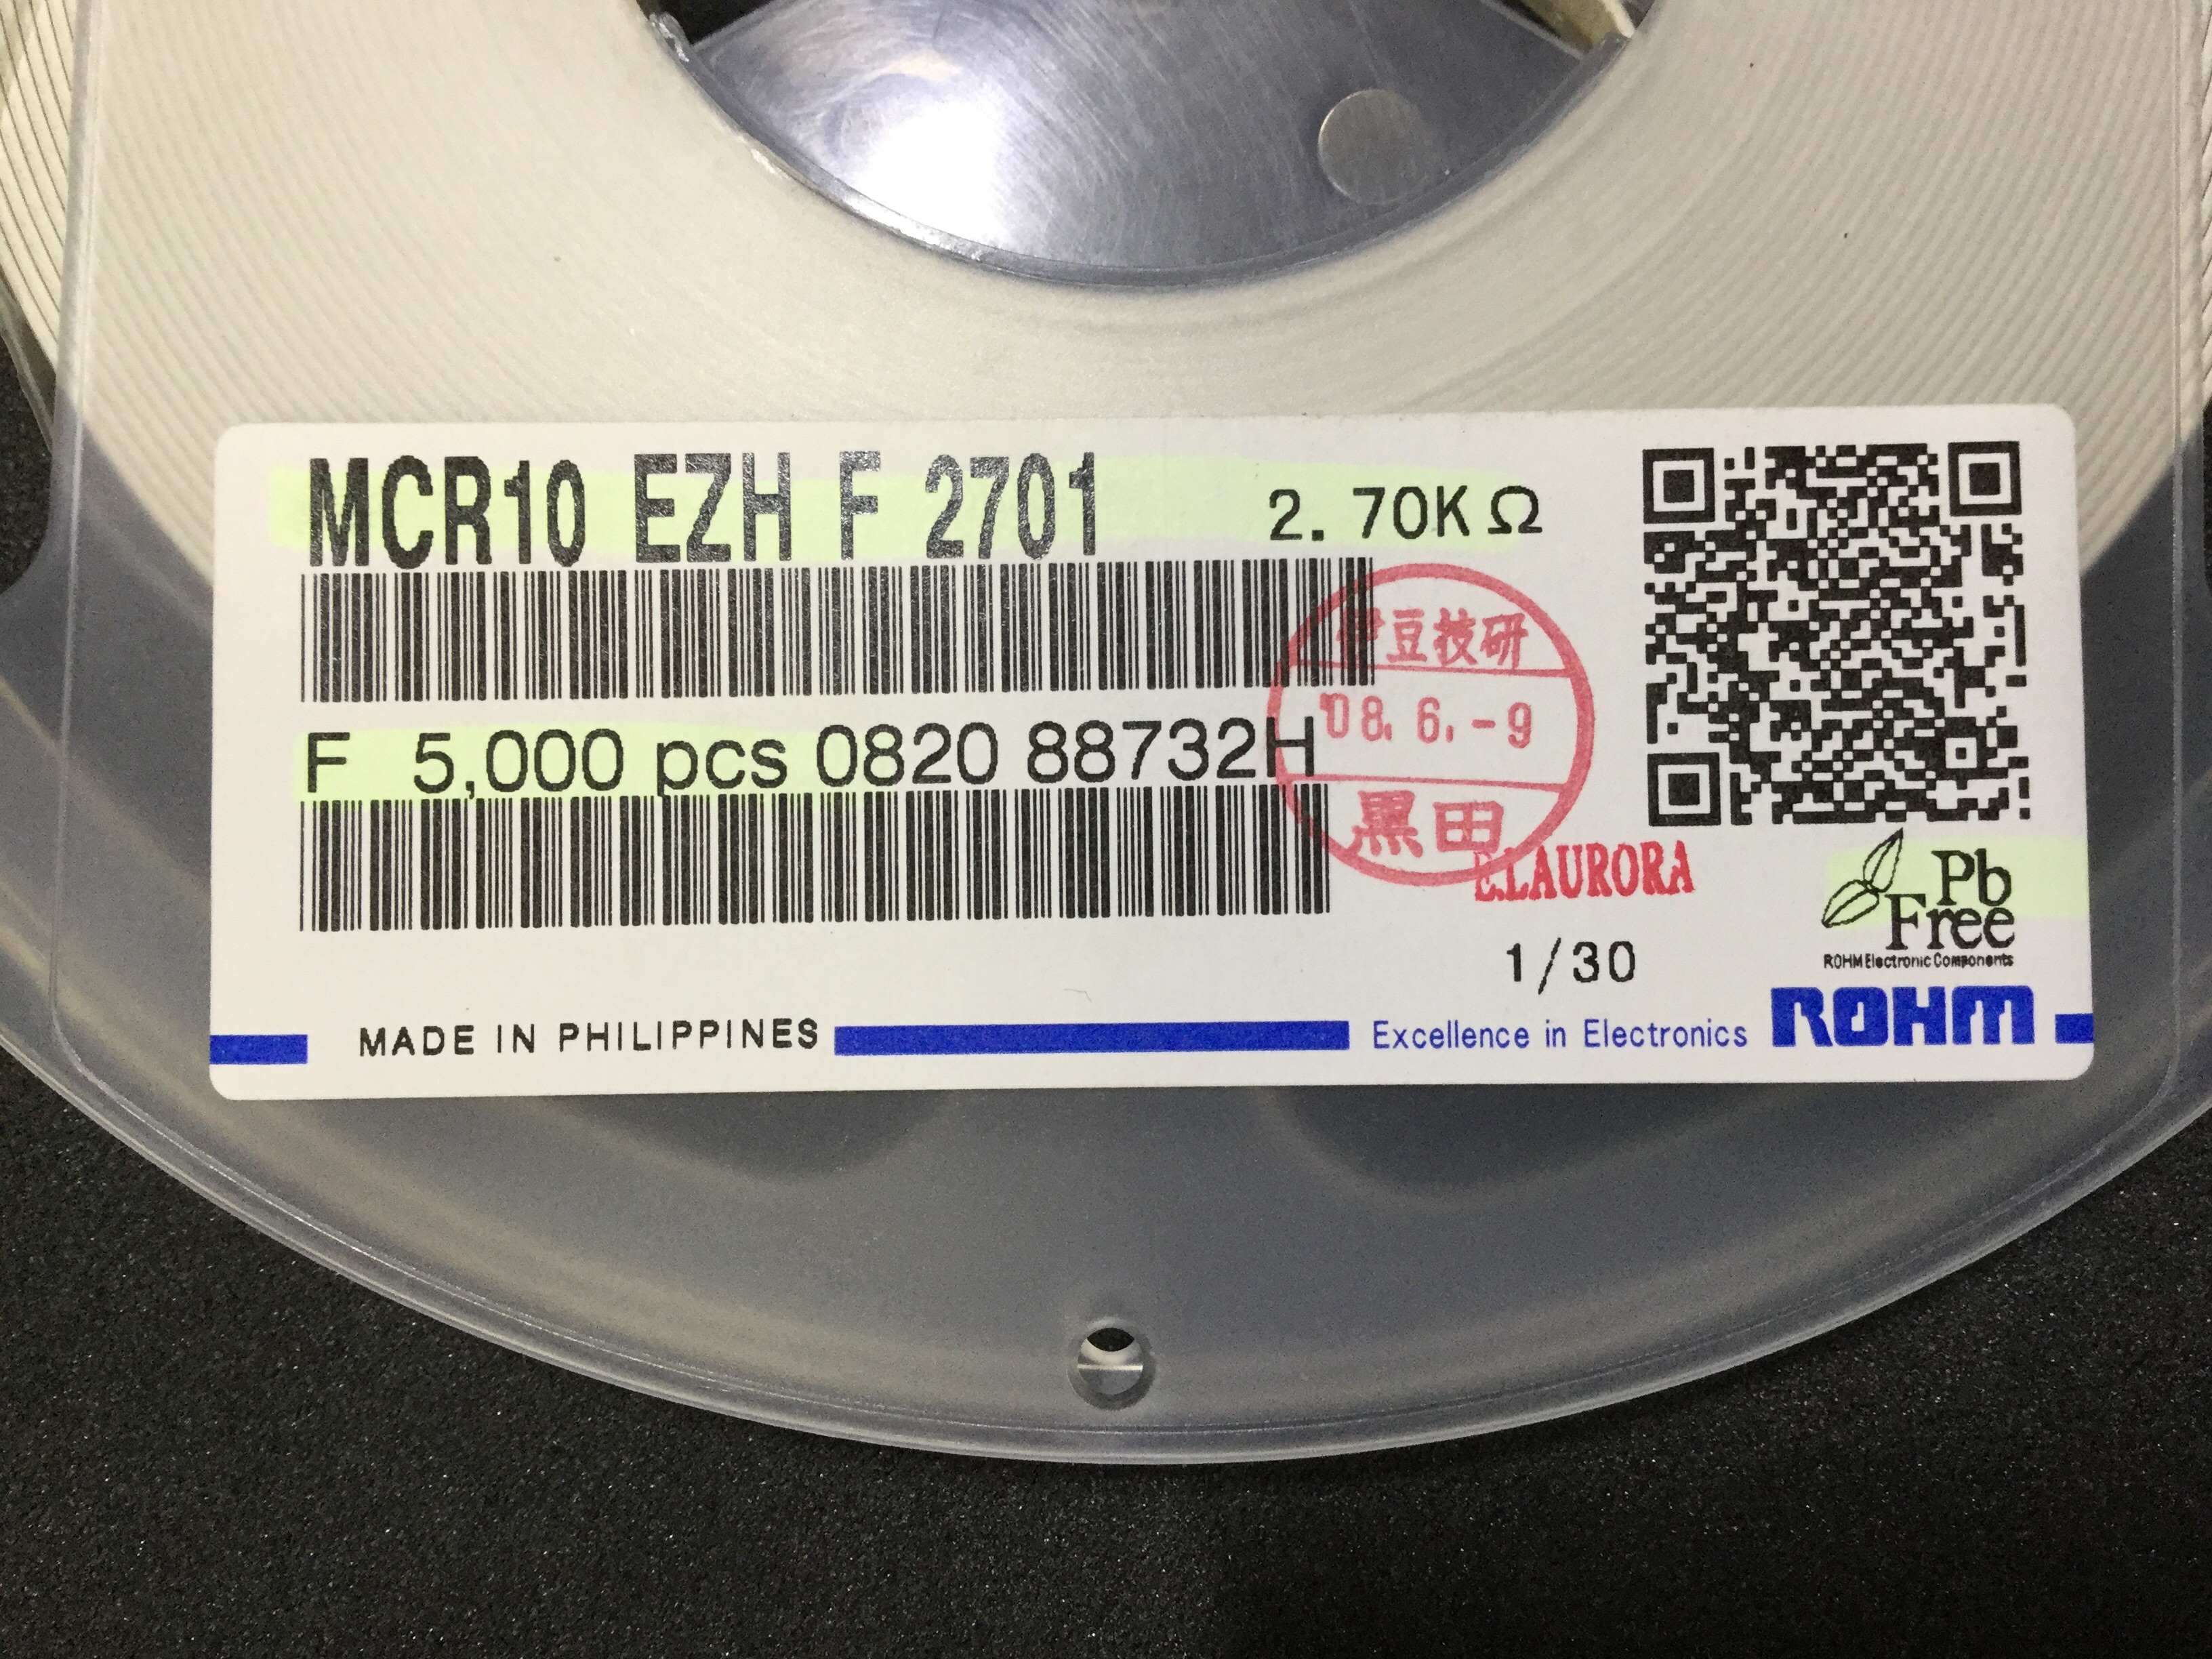 MCR10 EZH F 2701 2.70KΩ
伊豆技研
F 5,000 pcs 0820 88732H
'08.6.-9
黒田
E.LAURORA
Pb
Free
ROHM Electronic Components
1/30
MADE IN PHILIPPINES
Excellence in Electronics
ROHM